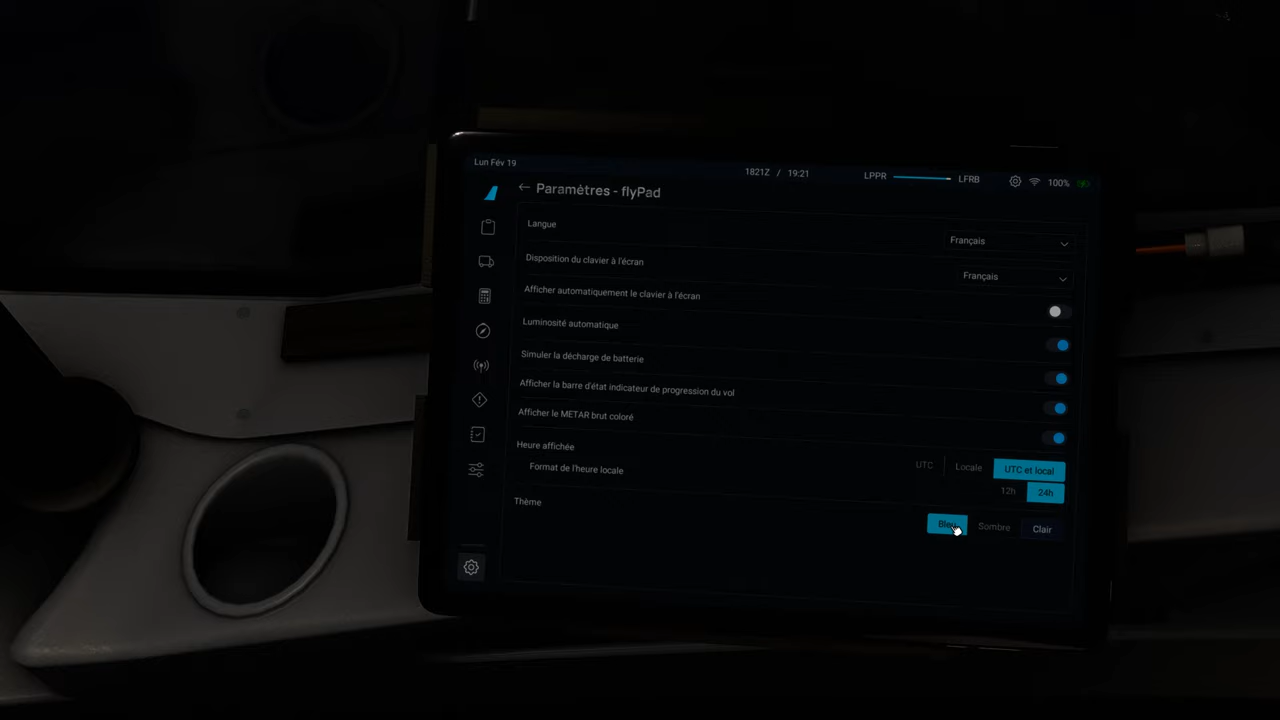 Lun Fév 19
1821Z / 19:21
LPPR
LFRB
100%
Paramètres - flyPad
Langue
Français
Disposition du clavier à l'écran
Français
Afficher automatiquement le clavier à l'écran
Luminosité automatique
Simuler la décharge de batterie
Afficher la barre d'état indicateur de progression du vol
Afficher le METAR brut coloré
Heure affichée
UTC
Locale
UTC et local
Format de l'heure locale
12h
24h
Thème
Bleu
Sombre
Clair